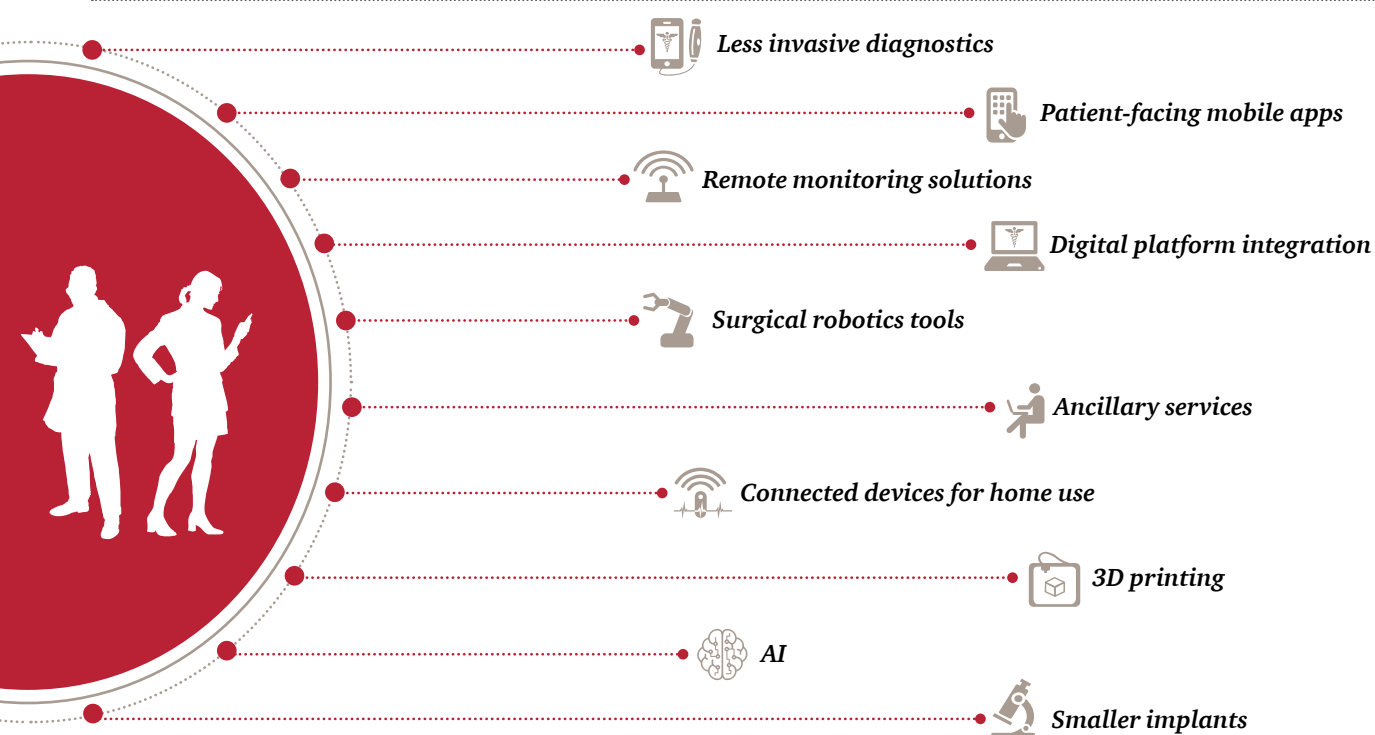 Less invasive diagnostics
Patient-facing mobile apps
Remote monitoring solutions
Digital platform integration
Surgical robotics tools
Ancillary services
Connected devices for home use
3D printing
AI
Smaller implants